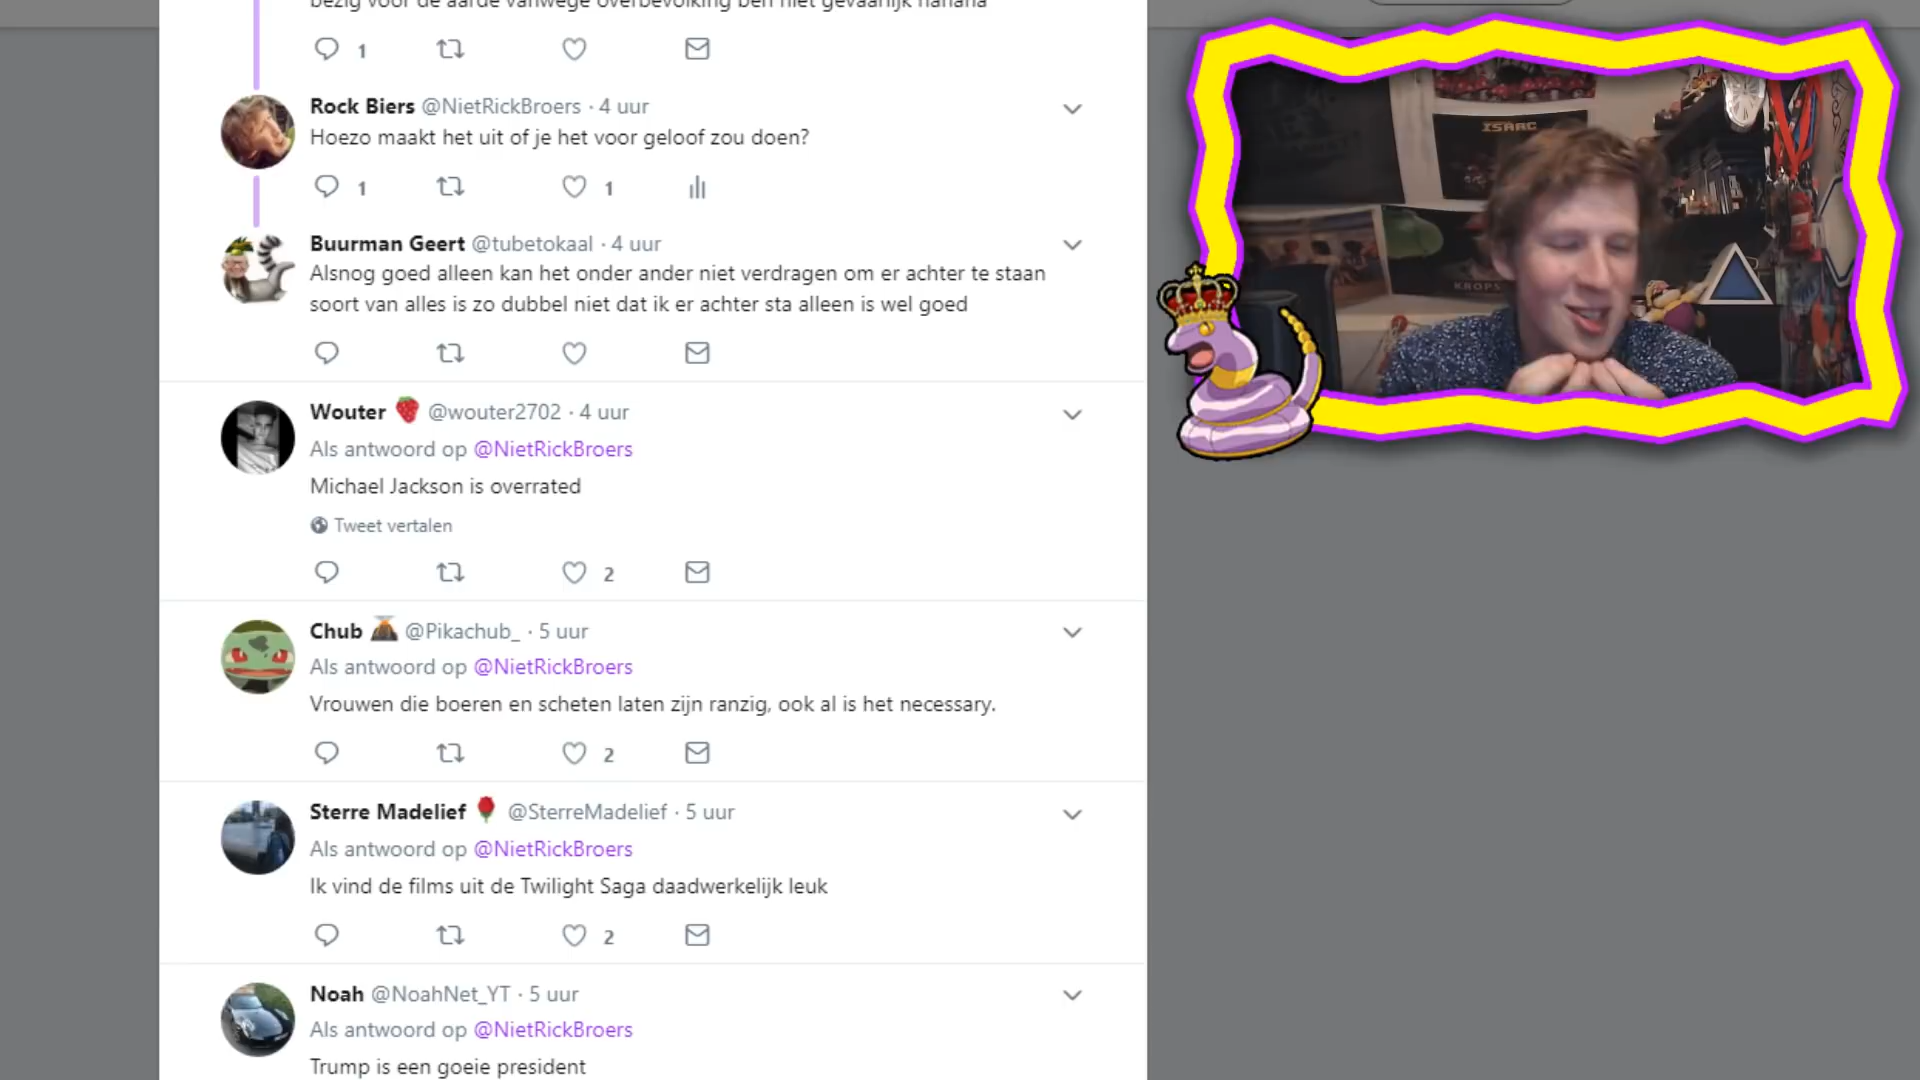 bezig voor de aarde vanwege overbevolking ben niet gevaarlijk hahaha
1
Rock Biers @NietRickBroers · 4 uur
Hoezo maakt het uit of je het voor geloof zou doen?
1 1
Buurman Geert @tubetokaal · 4 uur
Alsnog goed alleen kan het onder ander niet verdragen om er achter te staan
soort van alles is zo dubbel niet dat ik er achter sta alleen is wel goed
Wouter @wouter2702 · 4 uur
Als antwoord op @NietRickBroers
Michael Jackson is overrated
Tweet vertalen
2
Chub @Pikachub_ · 5 uur
Als antwoord op @NietRickBroers
Vrouwen die boeren en scheten laten zijn ranzig, ook al is het necessary.
2
Sterre Madelief @SterreMadelief · 5 uur
Als antwoord op @NietRickBroers
Ik vind de films uit de Twilight Saga daadwerkelijk leuk
2
Noah @NoahNet_YT · 5 uur
Als antwoord op @NietRickBroers
Trump is een goeie president
ISAAC
KROPS